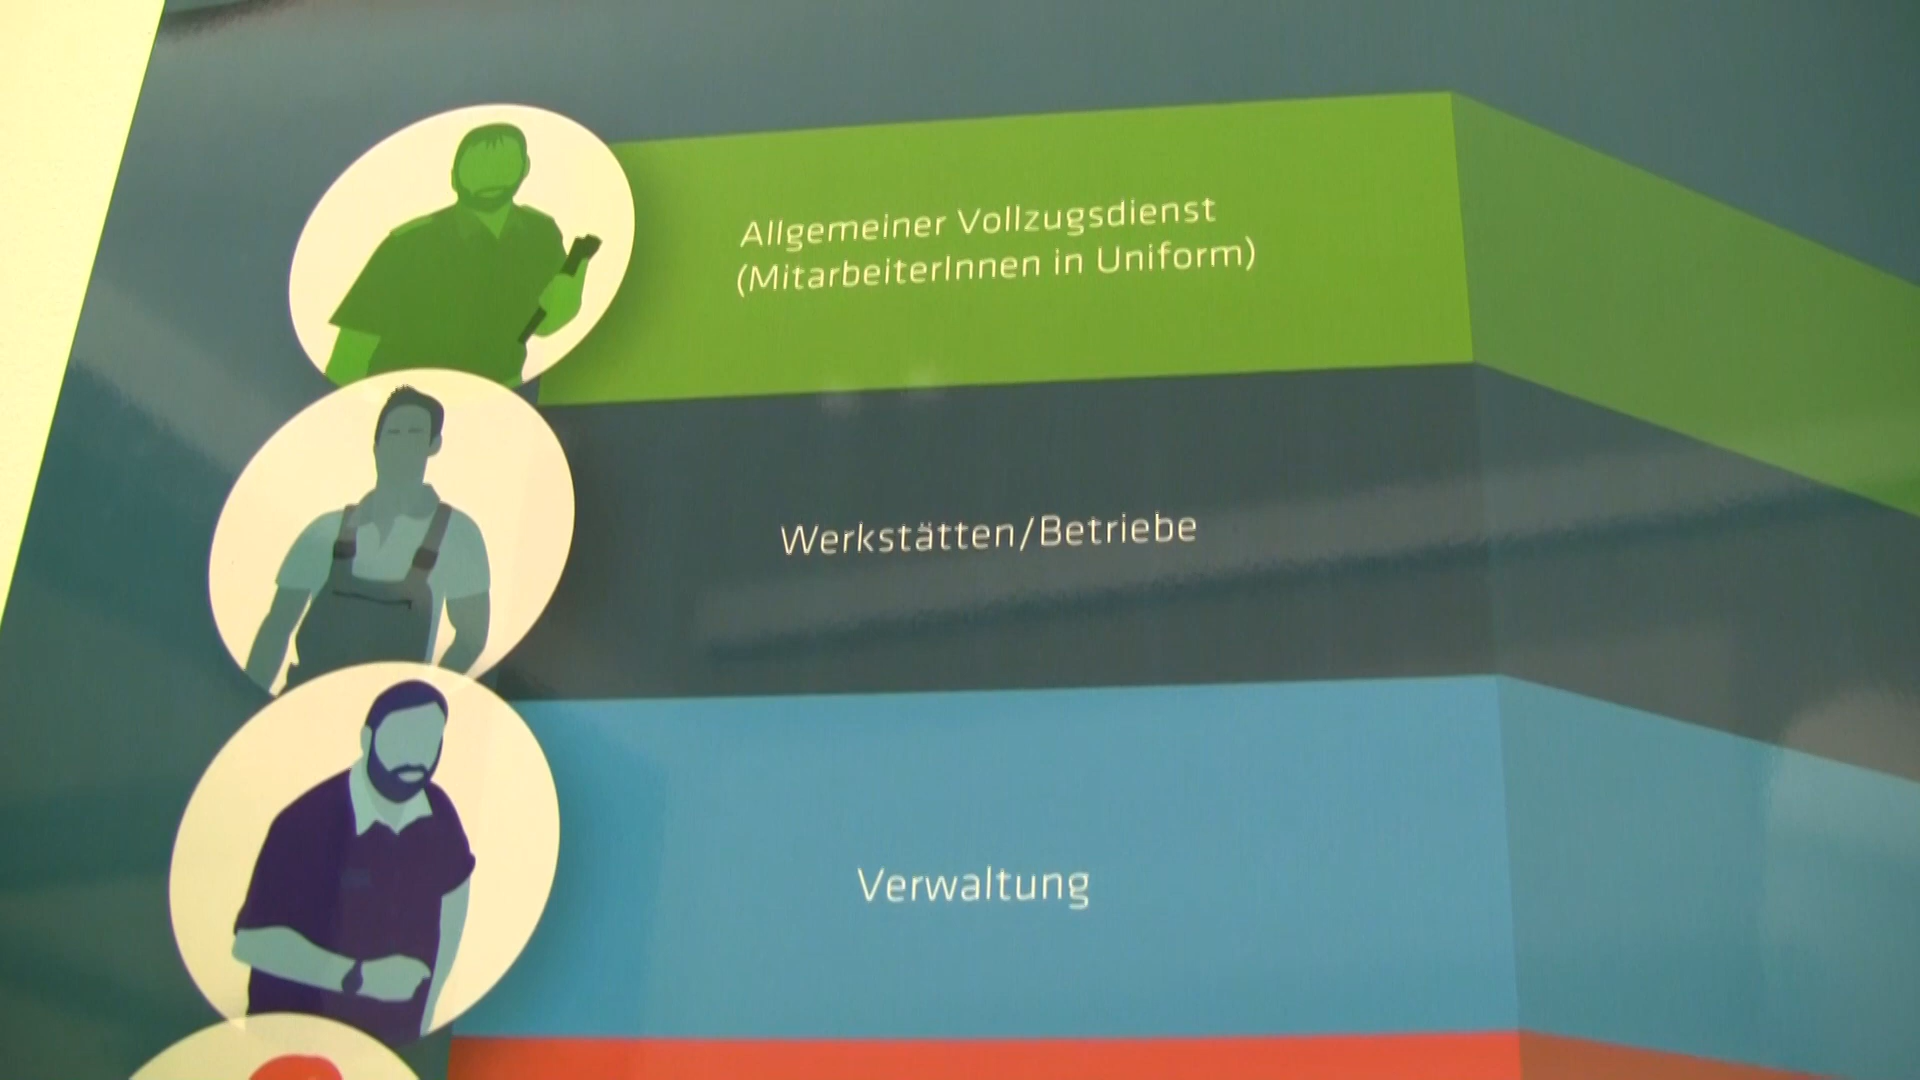 Allgemeiner Vollzugsdienst
(MitarbeiterInnen in Uniform)
Werkstätten/Betriebe
Verwaltung